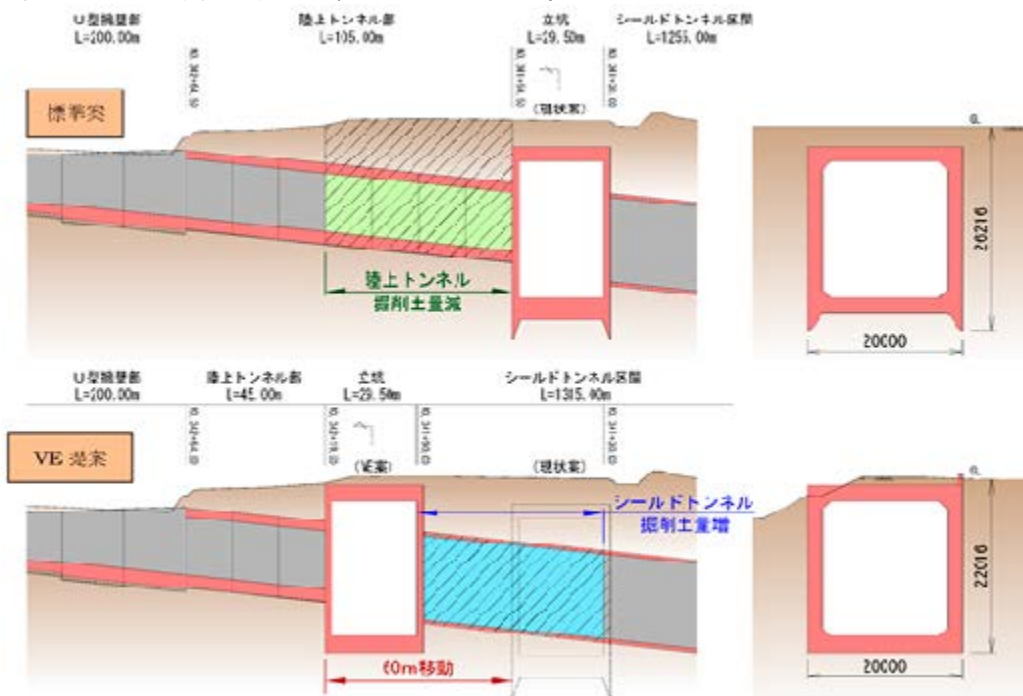 U型擁壁部
L=200.00m
陸上トンネル部
L=105.00m
立坑
L=29.50m
シールドトンネル区間
L=1255.00m
(現状案)
標準案
GL
陸上トンネル
掘削土量減
26216
20000
U型擁壁部
L=200.00m
陸上トンネル部
L=45.00m
立坑
L=29.50m
シールドトンネル区間
L=1315.00m
(VE案)
(現状案)
VE 提案
GL
シールドトンネル
掘削土量増
22016
60m移動
20000